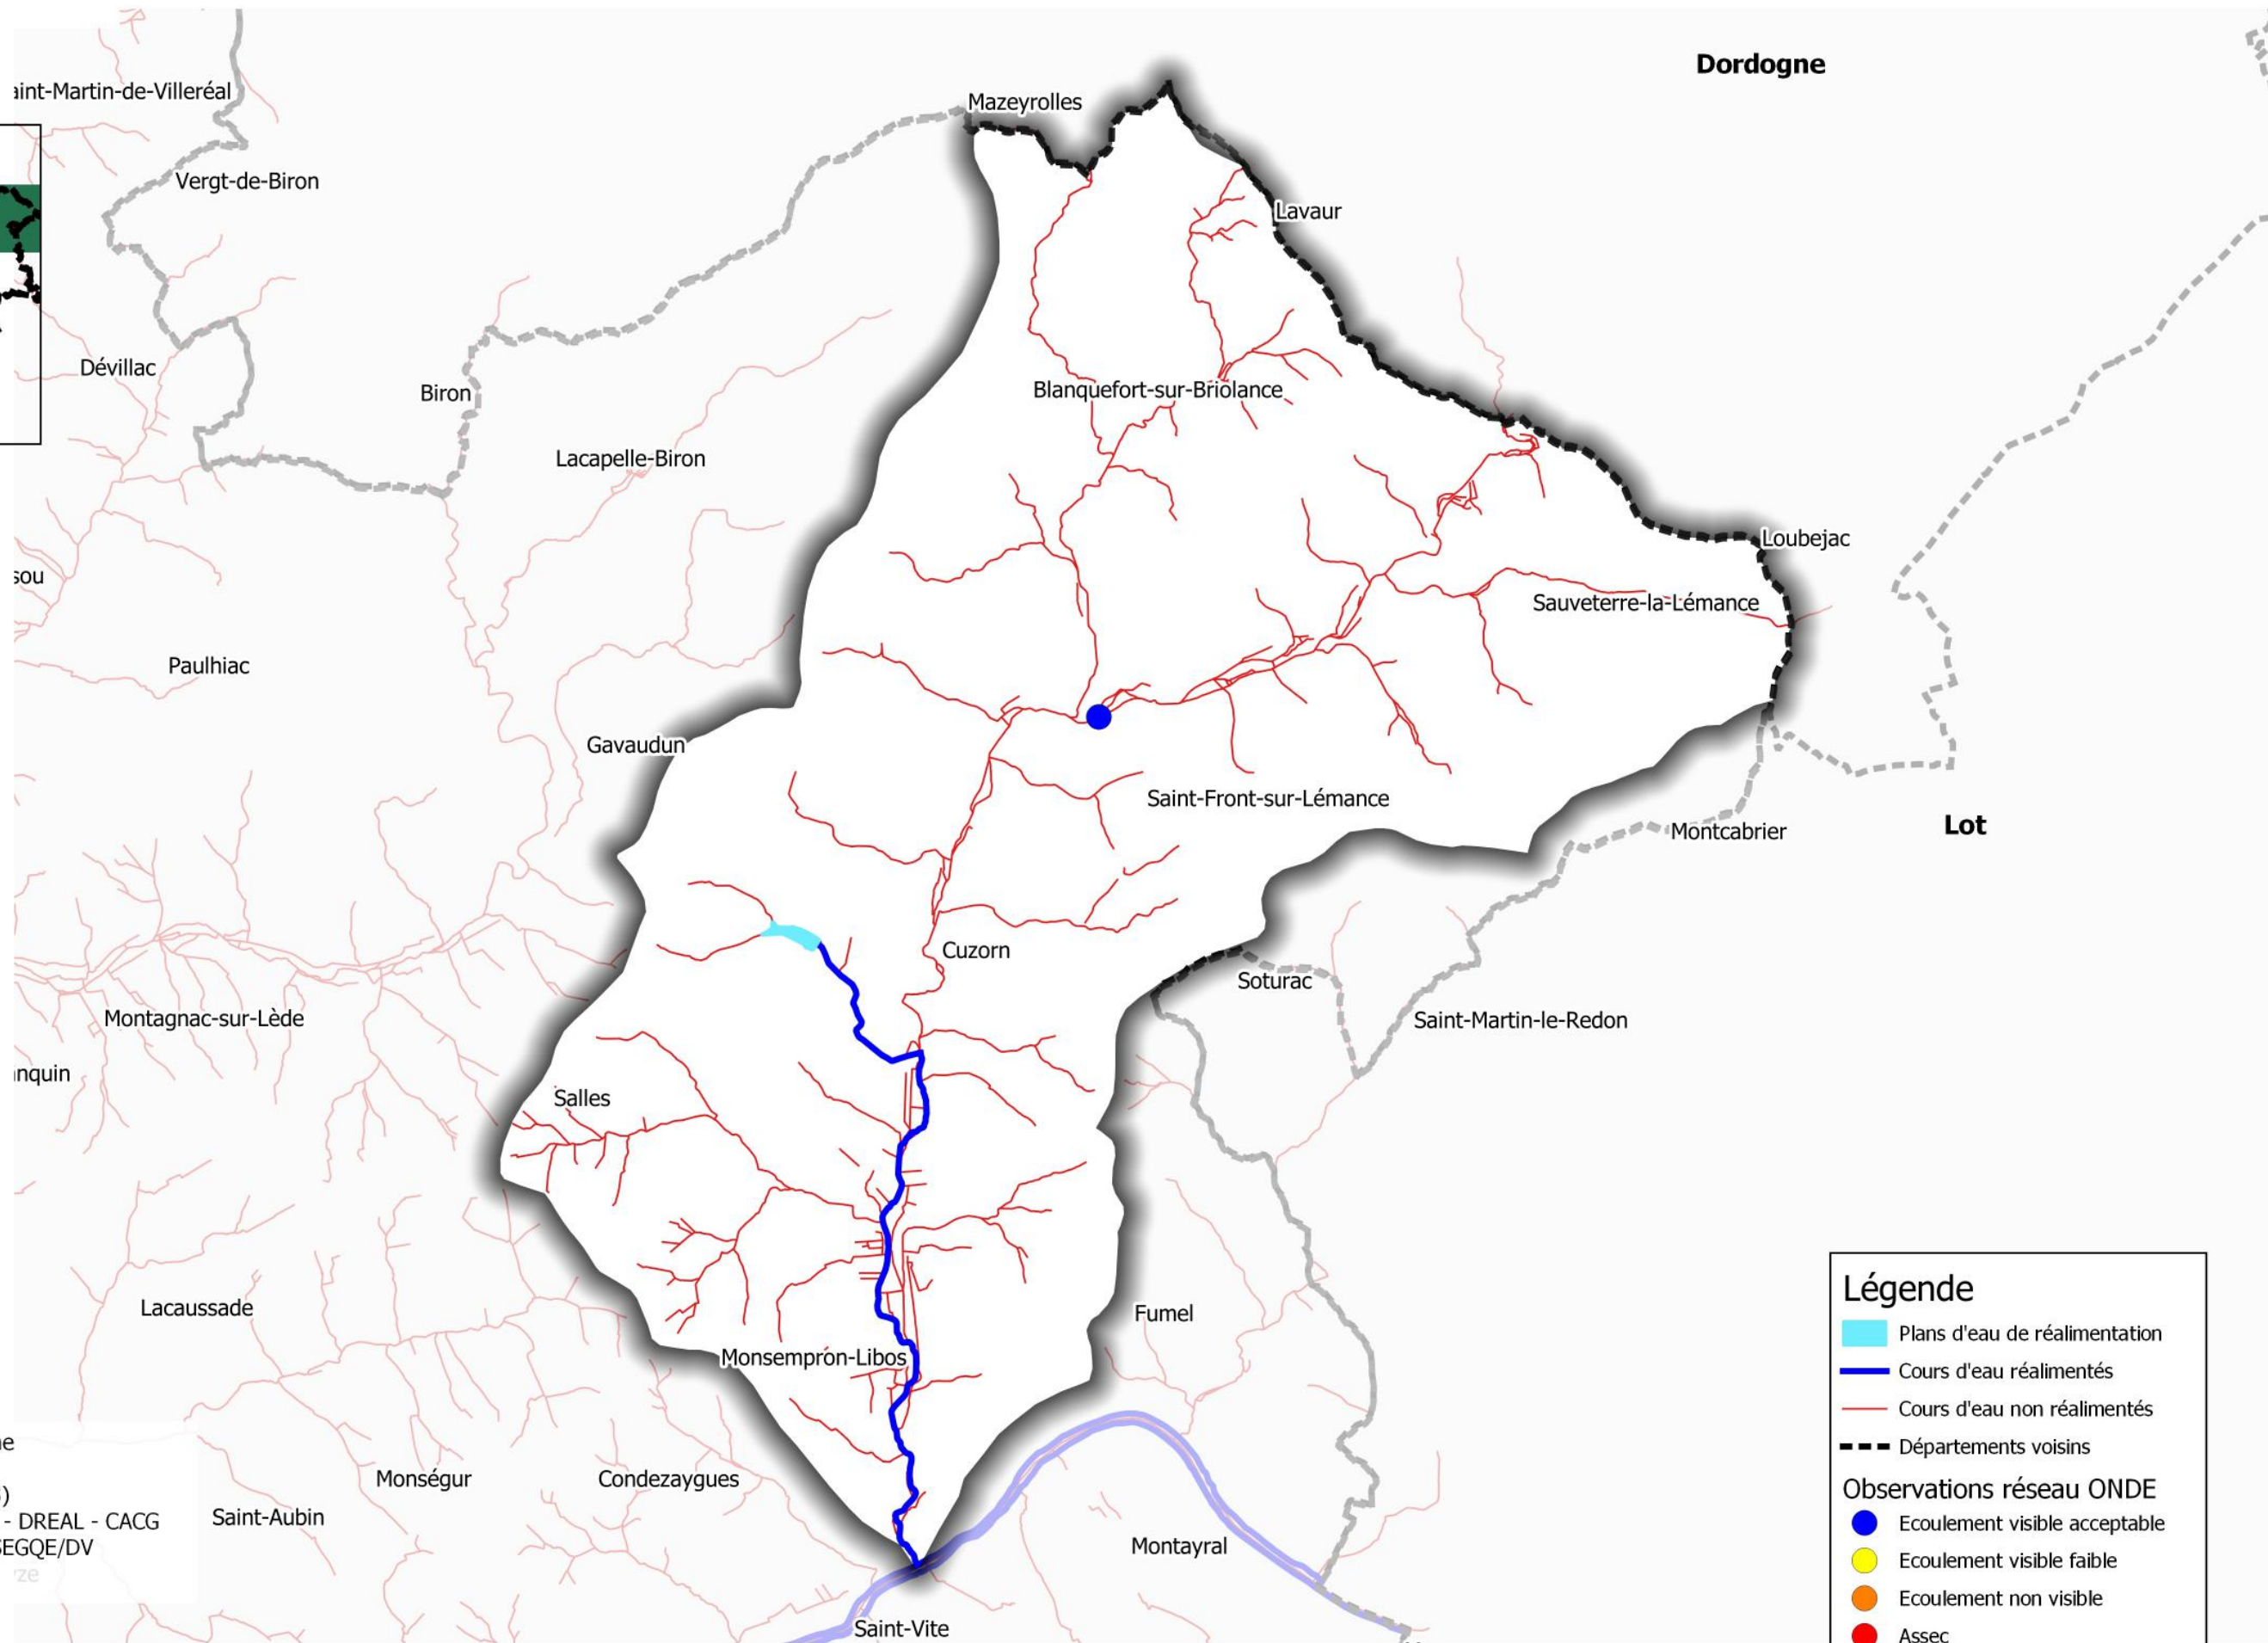 Dordogne
aint-Martin-de-Villeréal
Mazeyrolles
Vergt-de-Biron
Lavaur
Dévillac
Biron
Blanquefort-sur-Briolance
Lacapelle-Biron
Loubejac
sou
Sauveterre-la-Lémance
Paulhiac
Gavaudun
Saint-Front-sur-Lémance
Montcabrier
Lot
Cuzorn
Soturac
Montagnac-sur-Lède
Saint-Martin-le-Redon
nquin
Salles
Lacaussade
Fumel
Monsempron-Libos
Monségur
Condezaygues
Saint-Aubin
Montayral
Saint-Vite
e
)
- DREAL - CACG
SEGQE/DV
yze
Légende
Plans d'eau de réalimentation
Cours d'eau réalimentés
Cours d'eau non réalimentés
Départements voisins
Observations réseau ONDE
Ecoulement visible acceptable
Ecoulement visible faible
Ecoulement non visible
Assec